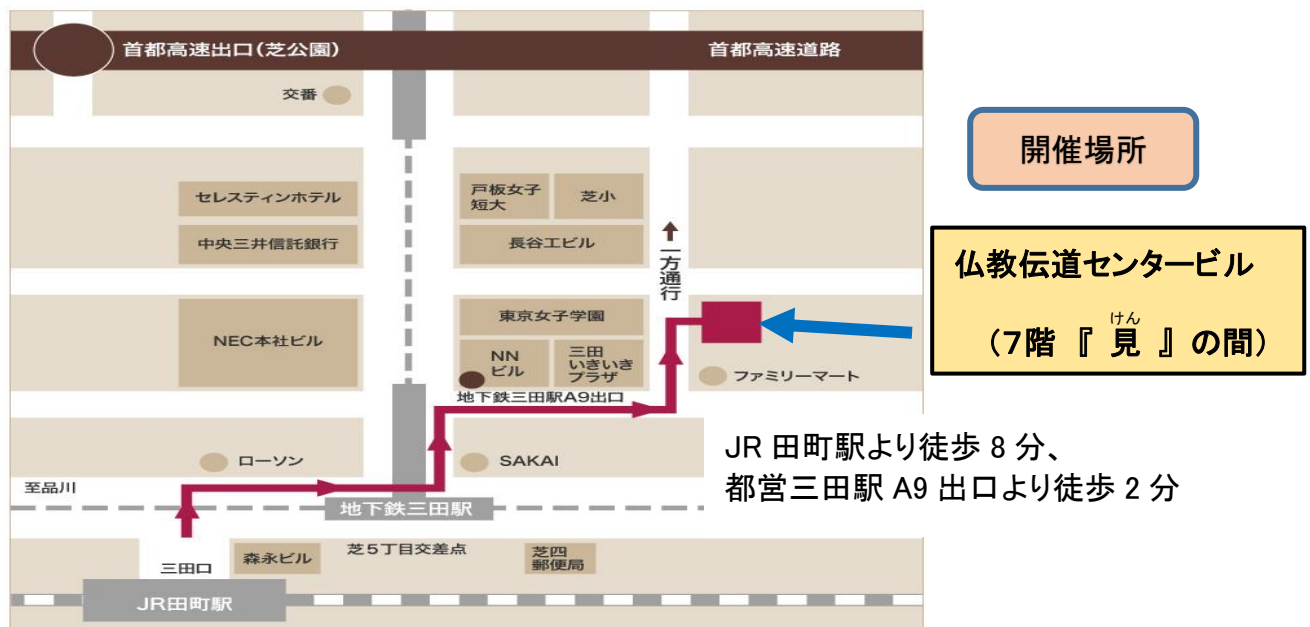 首都高速出口(芝公園)
首都高速道路
交番
開催場所
セレスティンホテル
戸板女子
短大
芝小
中央三井信託銀行
長谷工ビル
一方通行
仏教伝道センタービル
けん
(7階 『 見 』 の間)
NEC本社ビル
東京女子学園
NN
ビル
三田
いきいき
プラザ
ファミリーマート
地下鉄三田駅A9出口
ローソン
SAKAI
JR 田町駅より徒歩 8 分、
都営三田駅 A9 出口より徒歩 2 分
至品川
地下鉄三田駅
三田口
森永ビル
芝5丁目交差点
芝四
郵便局
JR田町駅